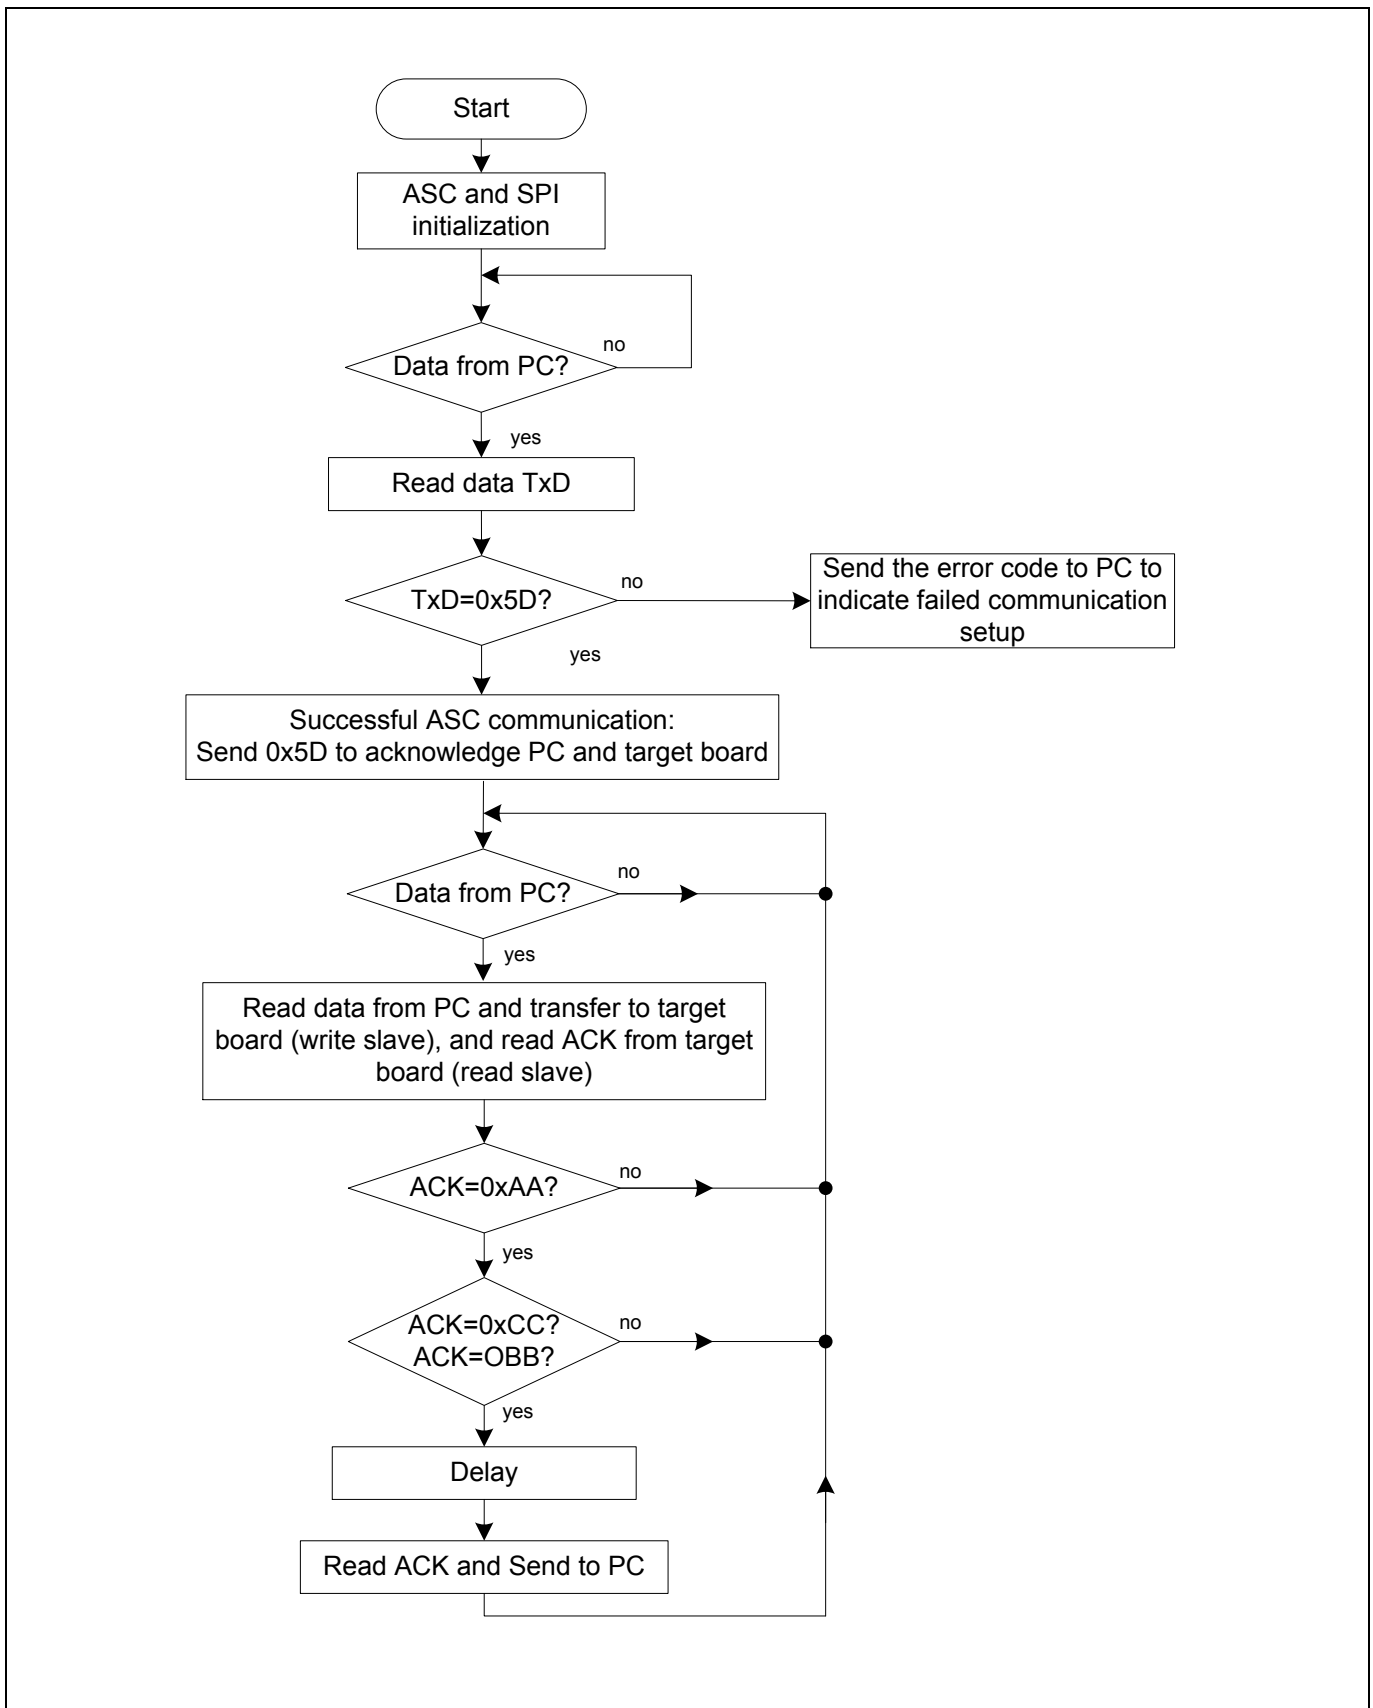 Start
ASC and SPI
initialization
Data from PC?
no
yes
Read data TxD
TxD=0x5D?
no
Send the error code to PC to
indicate failed communication
setup
yes
Successful ASC communication:
Send 0x5D to acknowledge PC and target board
Data from PC?
no
yes
Read data from PC and transfer to target
board (write slave), and read ACK from target
board (read slave)
ACK=0xAA?
no
yes
ACK=0xCC?
ACK=OBB?
no
yes
Delay
Read ACK and Send to PC